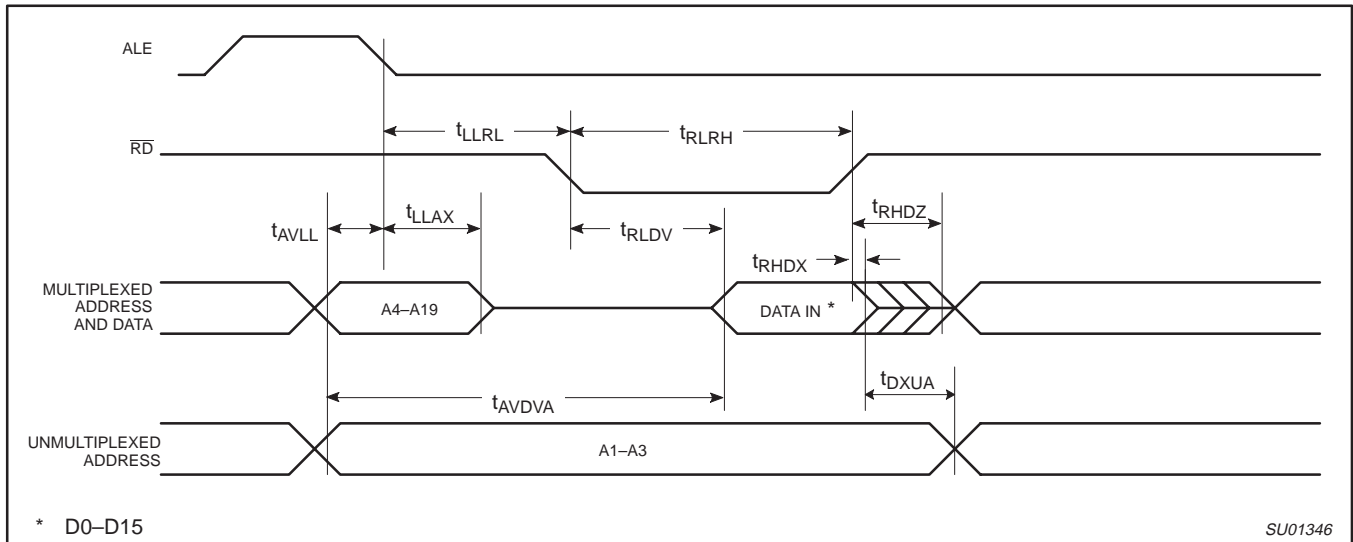 ALE
tLLRL
tRLRH
RD
tAVLL
tLLAX
tRLDV
tRHDZ
tRHDX
MULTIPLEXED
ADDRESS
AND DATA
A4–A19
DATA IN *
tDXUA
tAVDVA
UNMULTIPLEXED
ADDRESS
A1–A3
* D0–D15
SU01346